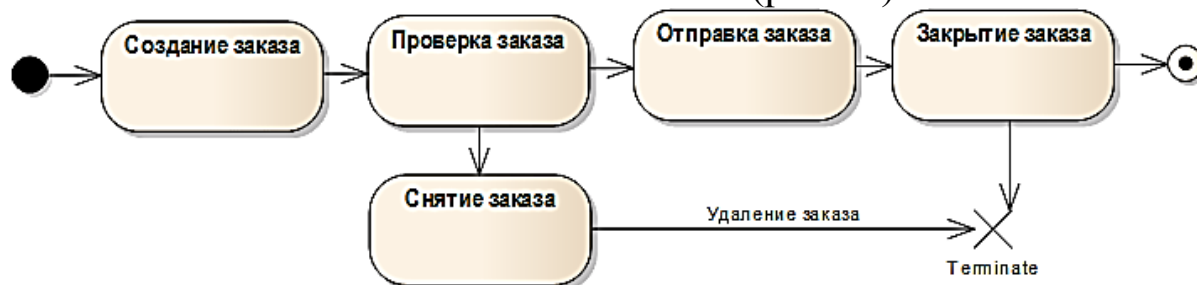 Создание заказа
Проверка заказа
Отправка заказа
Закрытие заказа
Снятие заказа
Удаление заказа
Terminate